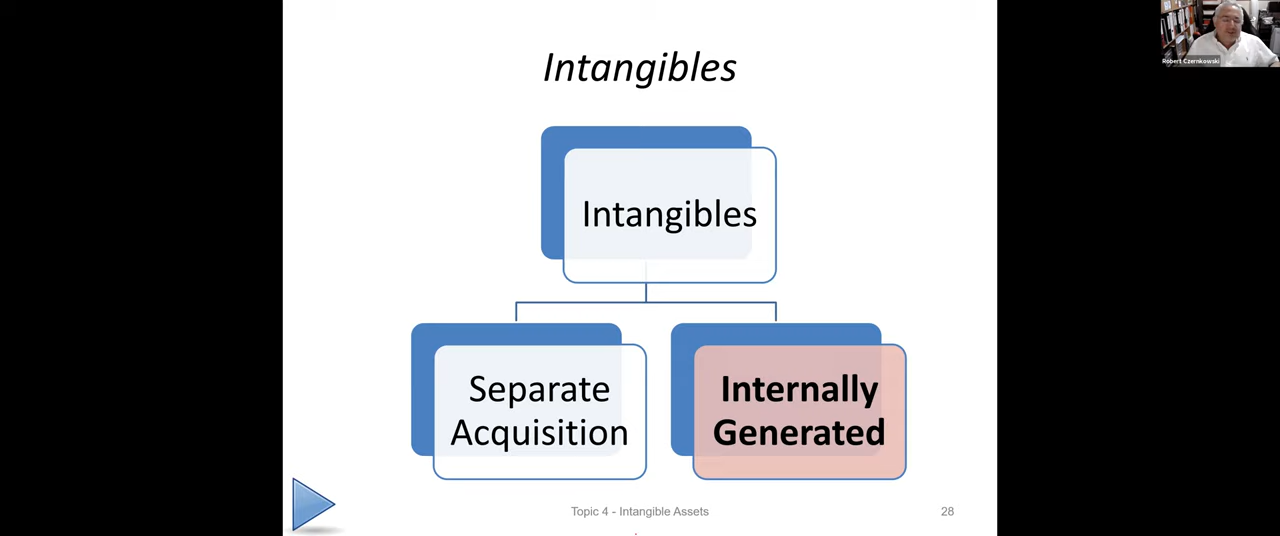 Intangibles
Intangibles
Separate
Acquisition
Internally
Generated
Topic 4 - Intangible Assets
28
Robert Czernkowski